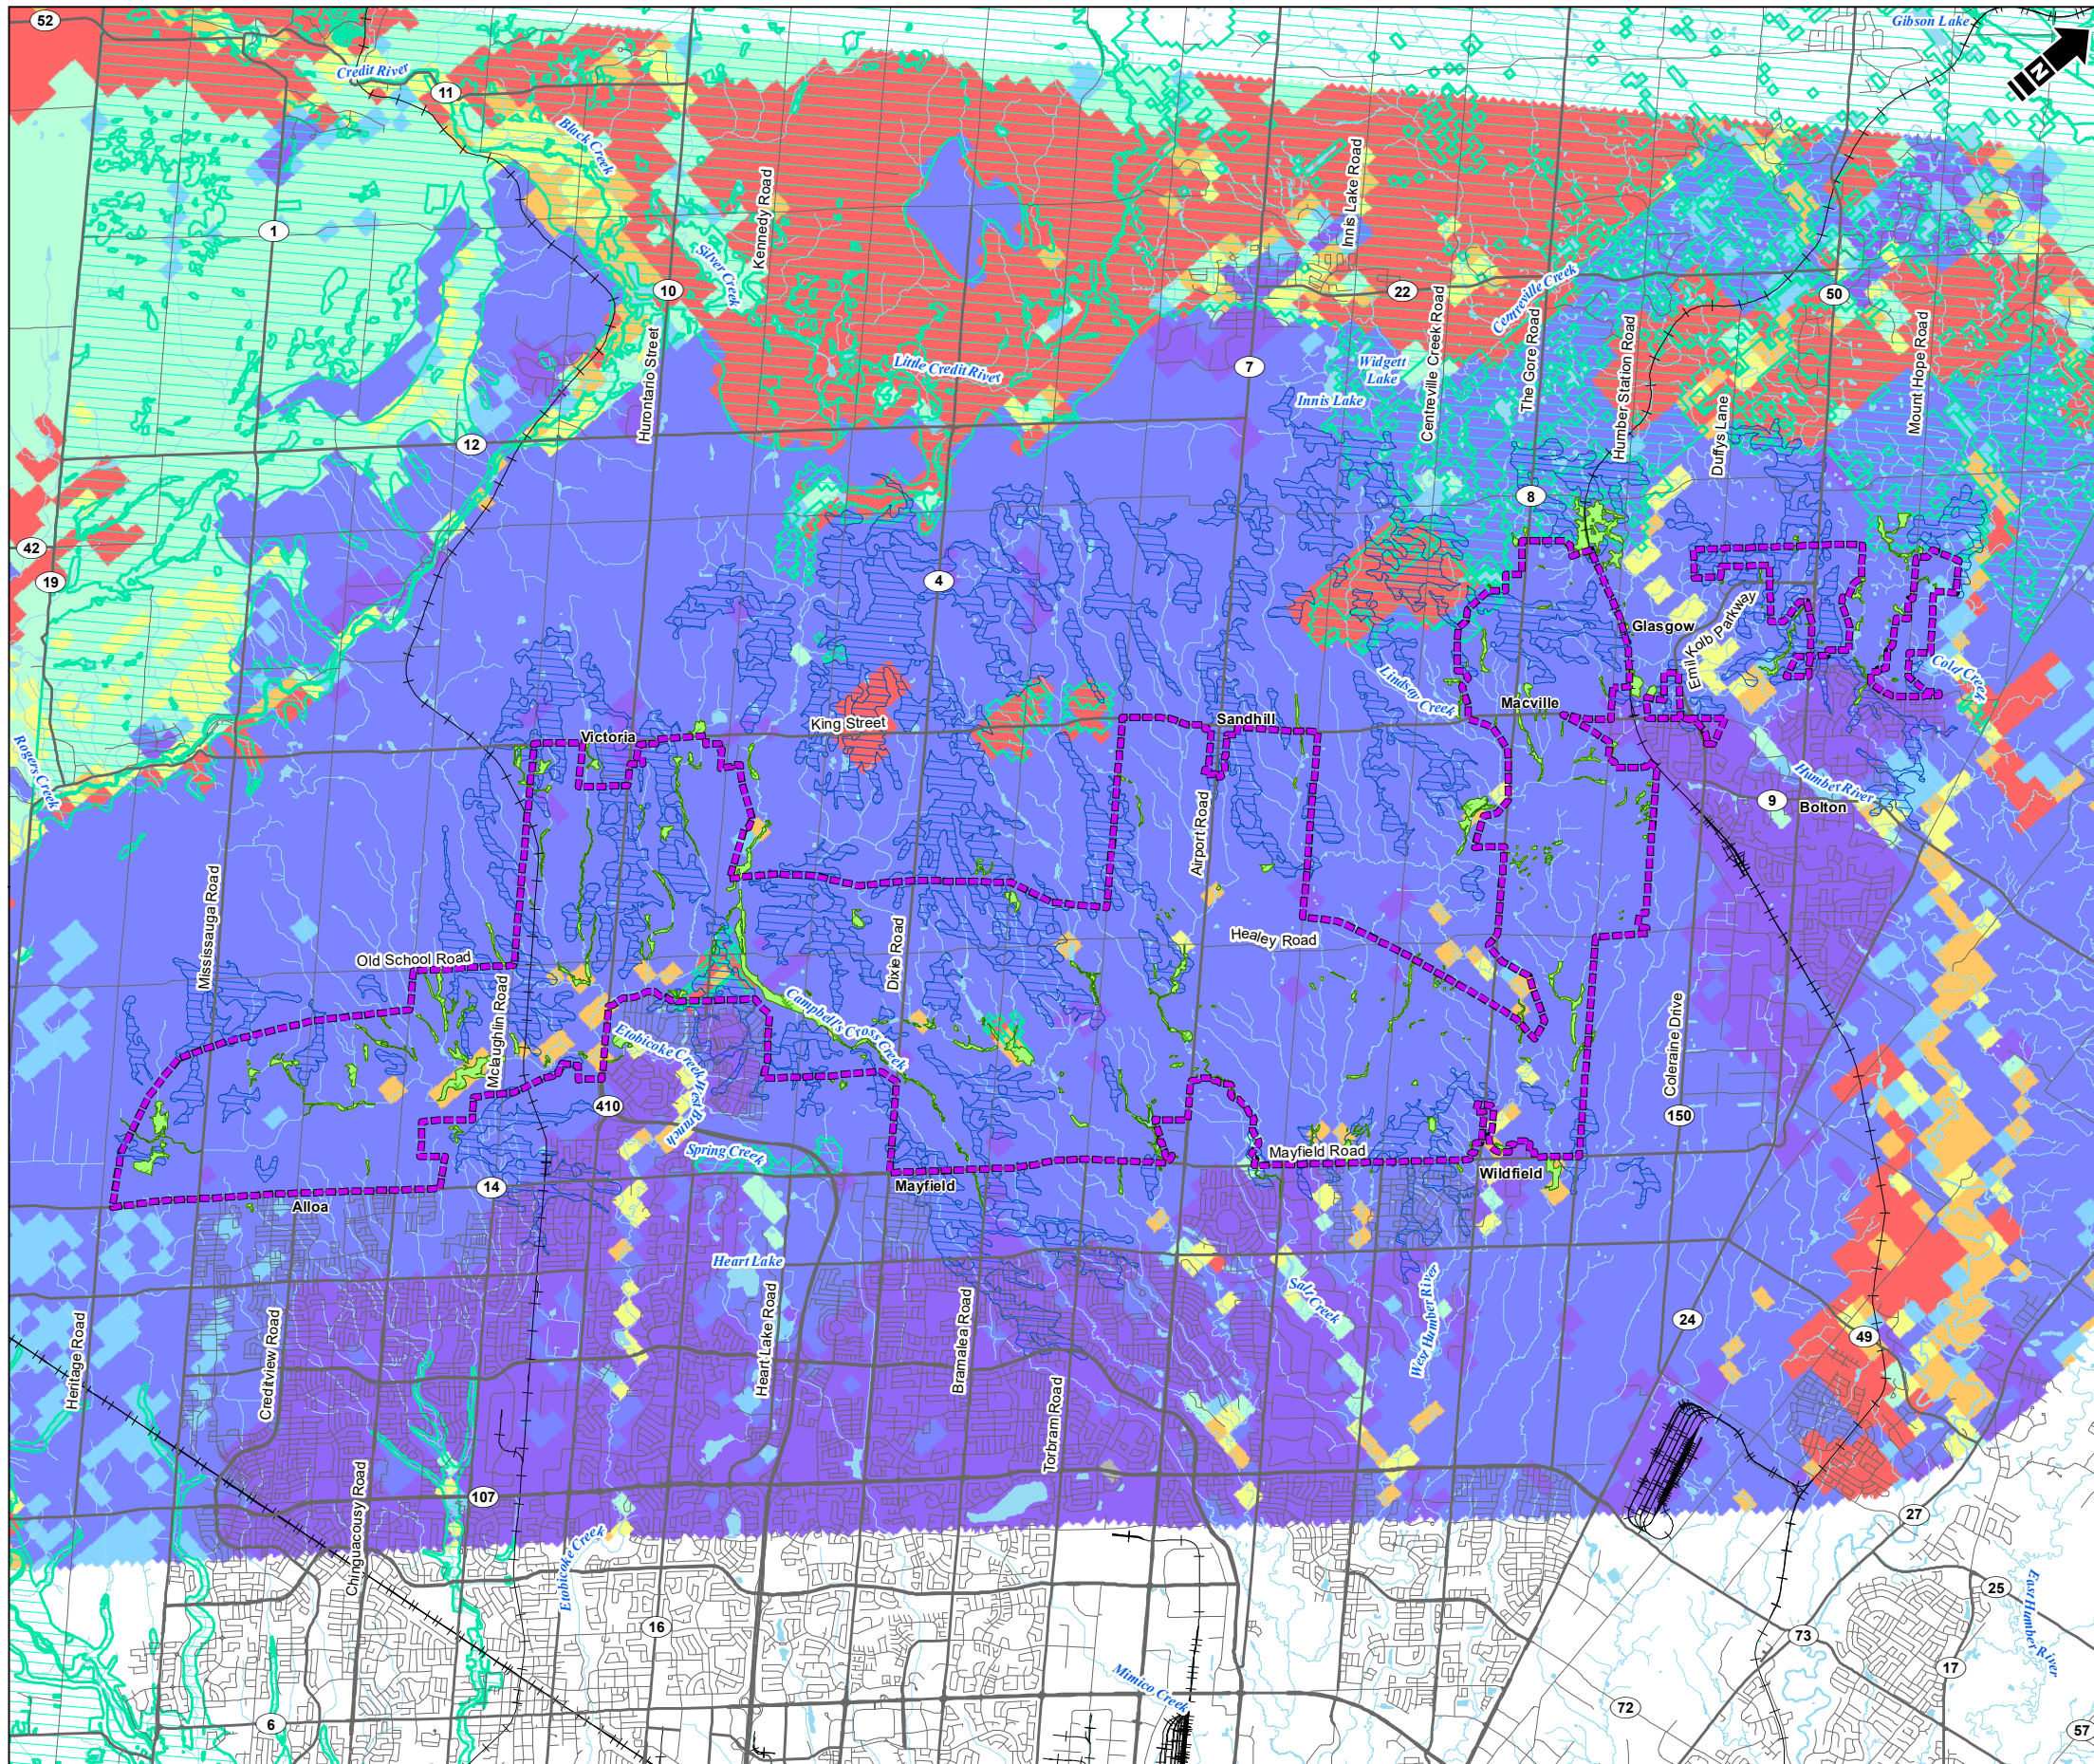 52
Gibson Lake
N
Credit River
11
Black Creek
Kennedy Road
Innis Lake Road
1
Silver Creek
10
22
Centreville Creek
50
Huontario Street
Little Credit River
7
Widgett
Lake
Innis Lake
Centreville Creek Road
The Gore Road
Humber Station Road
Duffys Lane
Mount Hope Road
12
8
42
19
4
Glasgow
Emil Kolb Parkway
Cold Creek
Lindsay Creek
Macville
Sandhill
King Street
Victoria
Rogers Creek
Humber River
9
Bolton
Airport Road
Mississauga Road
Dixie Road
Healey Road
Old School Road
McLaughlin Road
Campbell's Cross Creek
Etobicoke Creek West Branch
Coleraine Drive
410
150
Spring Creek
Mayfield Road
Wildfield
14
Mayfield
Alloa
Heart Lake
Salt Creek
West Humber River
24
49
Heritage Road
Creditview Road
Heart Lake Road
Bramalea Road
Torbram Road
Chinguacousy Road
107
27
Etobicoke Creek
25
East Humber River
16
73
17
Mimico Creek
72
6
57